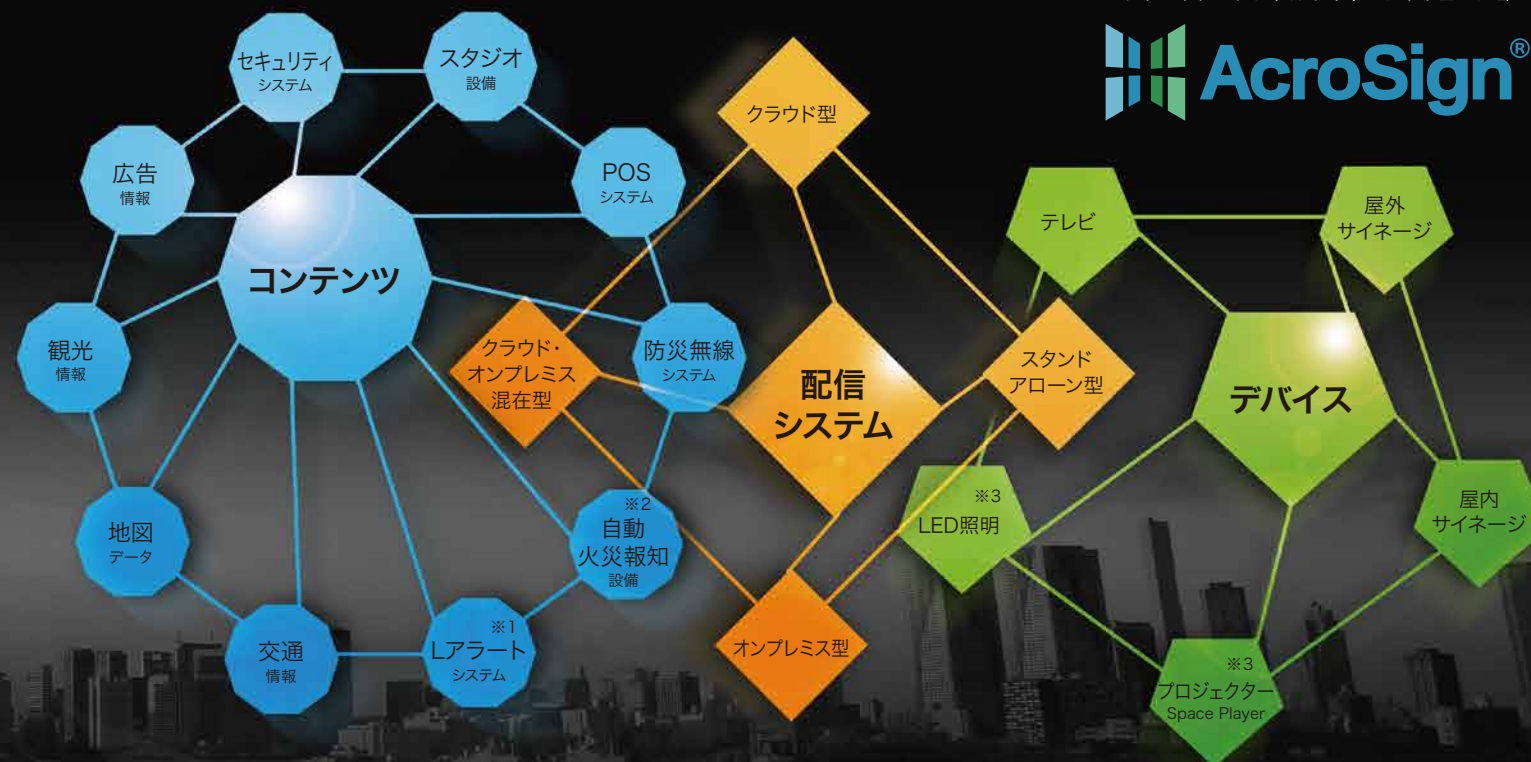 AcroSign®
セキュリティ
システム
スタジオ
設備
広告
情報
POS
システム
コンテンツ
観光
情報
防災無線
システム
地図
データ
※2
自動
火災報知
設備
交通
情報
※1
Lアラート
システム
クラウド型
クラウド・
オンプレミス
混在型
配信
システム
スタンド
アローン型
オンプレミス型
テレビ
屋外
サイネージ
デバイス
※3
LED照明
屋内
サイネージ
※3
プロジェクター
Space Player